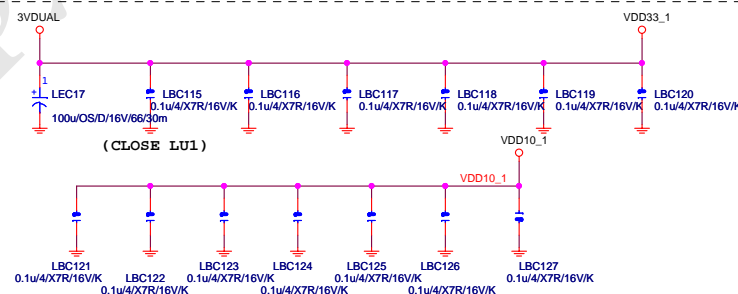 3VDUAL
VDD33_1
1
+
LEC17
100u/OS/D/16V/66/30m
LBC115
0.1u/4/X7R/16V/K
LBC116
0.1u/4/X7R/16V/K
LBC117
0.1u/4/X7R/16V/K
LBC118
0.1u/4/X7R/16V/K
LBC119
0.1u/4/X7R/16V/K
LBC120
0.1u/4/X7R/16V/K
(CLOSE LU1)
VDD10_1
VDD10_1
LBC121
0.1u/4/X7R/16V/K
LBC122
0.1u/4/X7R/16V/K
LBC123
0.1u/4/X7R/16V/K
LBC124
0.1u/4/X7R/16V/K
LBC125
0.1u/4/X7R/16V/K
LBC126
0.1u/4/X7R/16V/K
LBC127
0.1u/4/X7R/16V/K